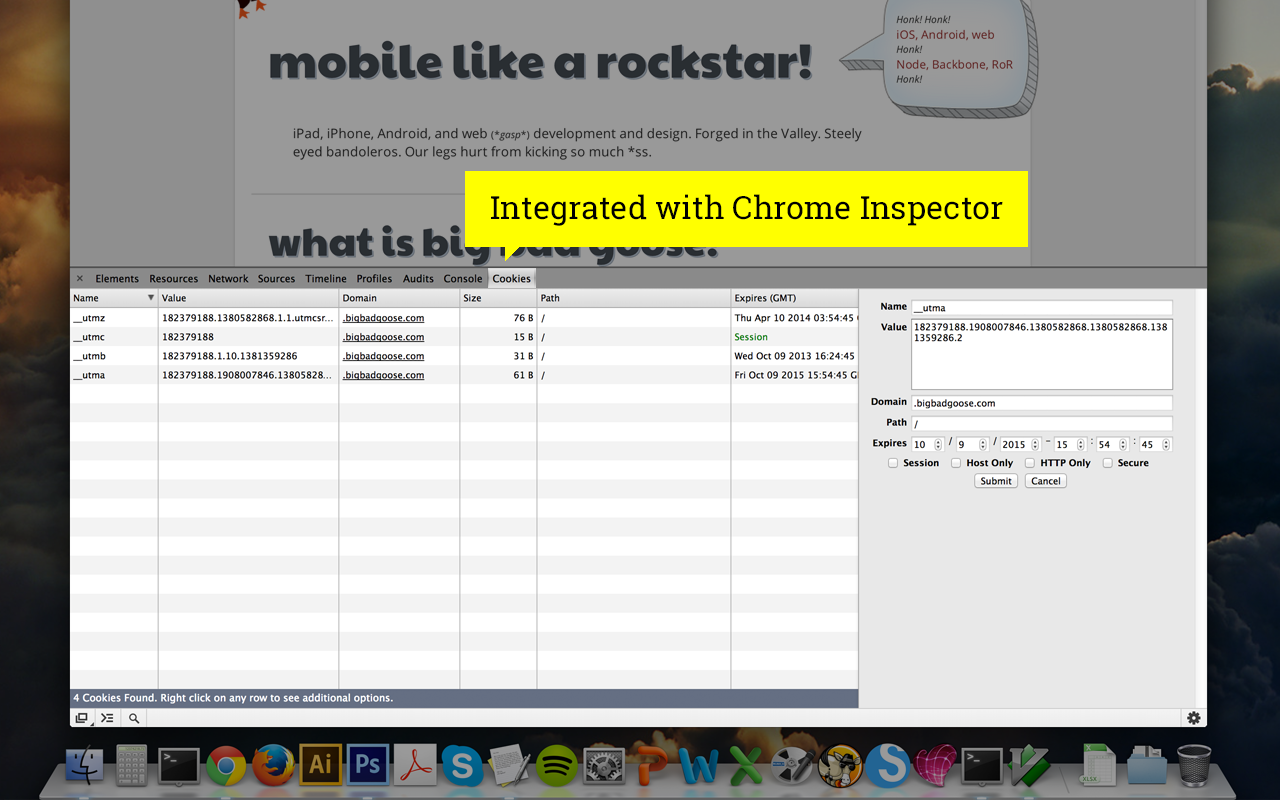 Honk! Honk!
iOS, Android, web
Honk!
Node, Backbone, RoR
Honk!
mobile like a rockstar!
iPad, iPhone, Android, and web (*gasp*) development and design. Forged in the Valley. Steely
eyed bandoleros. Our legs hurt from kicking so much *ss.
Integrated with Chrome Inspector
what is big bad goose?
× Elements Resources Network Sources Timeline Profiles Audits Console Cookies
Name Value Domain Size Path Expires (GMT)
__utmz 182379188.1380582868.1.1.utmcsr... .bigbadgoose.com 76 B / Thu Apr 10 2014 03:54:45
__utmc 182379188 .bigbadgoose.com 15 B / Session
__utmb 182379188.1.10.1381359286 .bigbadgoose.com 31 B / Wed Oct 09 2013 16:24:45
__utma 182379188.1908007846.13805828... .bigbadgoose.com 61 B / Fri Oct 09 2015 15:54:45 G
Name __utma
Value 182379188.1908007846.1380582868.1380582868.138
1359286.2
Domain .bigbadgoose.com
Path /
Expires 10 / 9 / 2015 - 15 : 54 : 45
Session Host Only HTTP Only Secure
Submit Cancel
4 Cookies Found. Right click on any row to see additional options.
Ai Ps S P W X S
XLSX